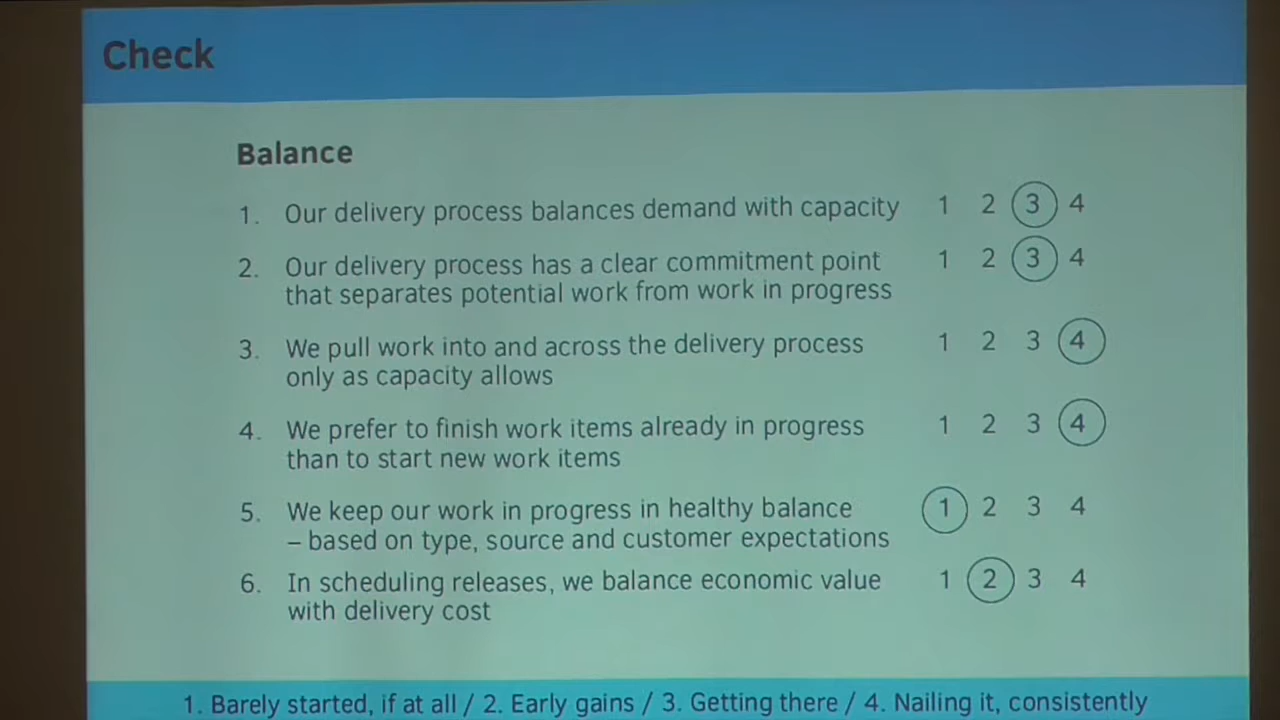 Check
Balance
1. Our delivery process balances demand with capacity 1 2 3 4
2. Our delivery process has a clear commitment point 1 2 3 4
that separates potential work from work in progress
3. We pull work into and across the delivery process 1 2 3 4
only as capacity allows
4. We prefer to finish work items already in progress 1 2 3 4
than to start new work items
5. We keep our work in progress in healthy balance 1 2 3 4
– based on type, source and customer expectations
6. In scheduling releases, we balance economic value 1 2 3 4
with delivery cost
1. Barely started, if at all / 2. Early gains / 3. Getting there / 4. Nailing it, consistently